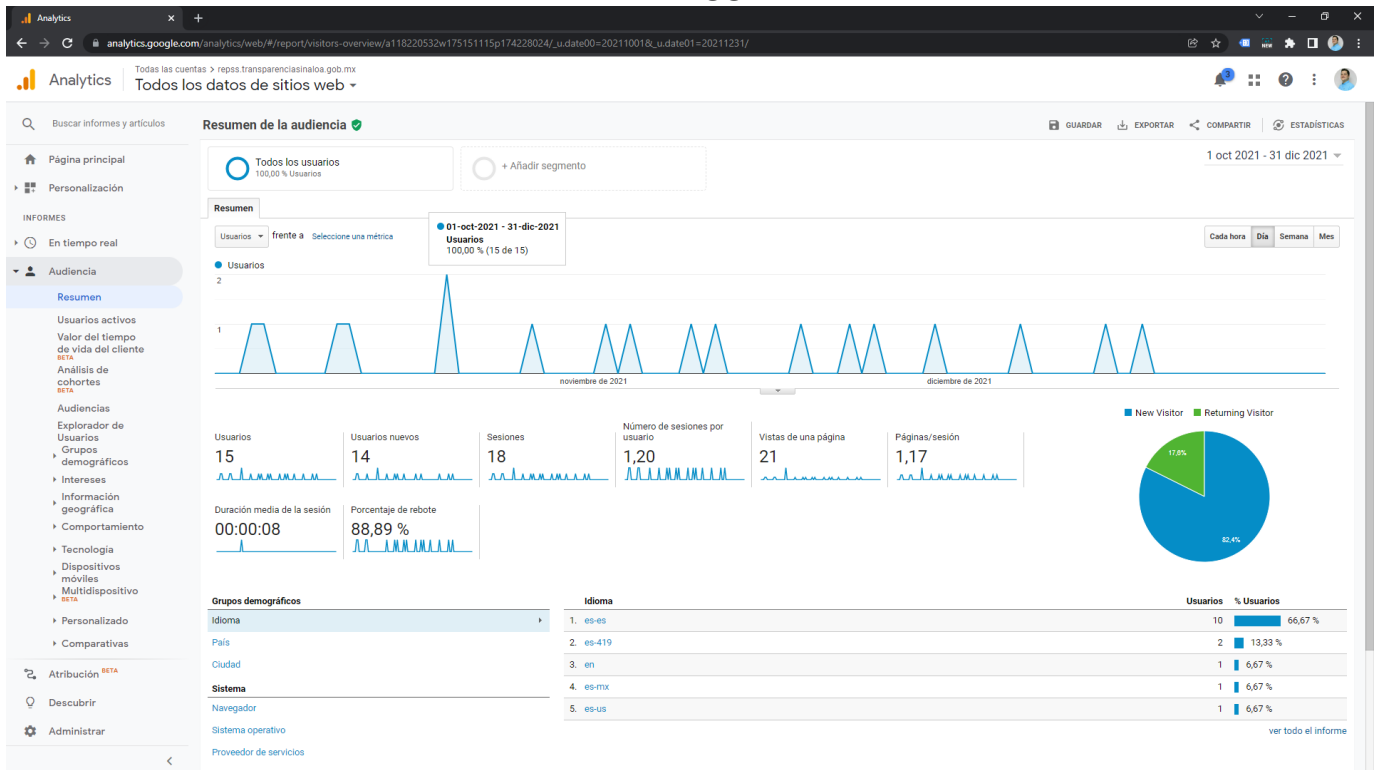 Analytics
analytics.google.com/analytics/web/#/report/visitors-overview/a118220532w175151115p174228024/_u.date00=20211001&_u.date01=20211231/
NEW
Analytics
Todas las cuentas > repss.transparenciasinaloa.gob.mx
Todos los datos de sitios web
3
Buscar informes y artículos
Página principal
Personalización
INFORMES
En tiempo real
Audiencia
Resumen
Usuarios activos
Valor del tiempo
de vida del cliente
BETA
Análisis de
cohortes
BETA
Audiencias
Explorador de
Usuarios
Grupos
demográficos
Intereses
Información
geográfica
Comportamiento
Tecnología
Dispositivos
móviles
Multidispositivo
BETA
Personalizado
Comparativas
Atribución BETA
Descubrir
Administrar
Resumen de la audiencia
GUARDAR
EXPORTAR
COMPARTIR
ESTADÍSTICAS
Todos los usuarios
100,00 % Usuarios
+ Añadir segmento
1 oct 2021 - 31 dic 2021
Resumen
Usuarios frente a Seleccione una métrica
01-oct-2021 - 31-dic-2021
Usuarios
100,00 % (15 de 15)
Cada hora Día Semana Mes
Usuarios
2
1
noviembre de 2021
diciembre de 2021
New Visitor Returning Visitor
17,6%
82,4%
Usuarios
15
Usuarios nuevos
14
Sesiones
18
Número de sesiones por
usuario
1,20
Vistas de una página
21
Páginas/sesión
1,17
Duración media de la sesión
00:00:08
Porcentaje de rebote
88,89 %
Grupos demográficos
Idioma
País
Ciudad
Sistema
Navegador
Sistema operativo
Proveedor de servicios
Idioma Usuarios % Usuarios
1. es-es 10 66,67 %
2. es-419 2 13,33 %
3. en 1 6,67 %
4. es-mx 1 6,67 %
5. es-us 1 6,67 %
ver todo el informe